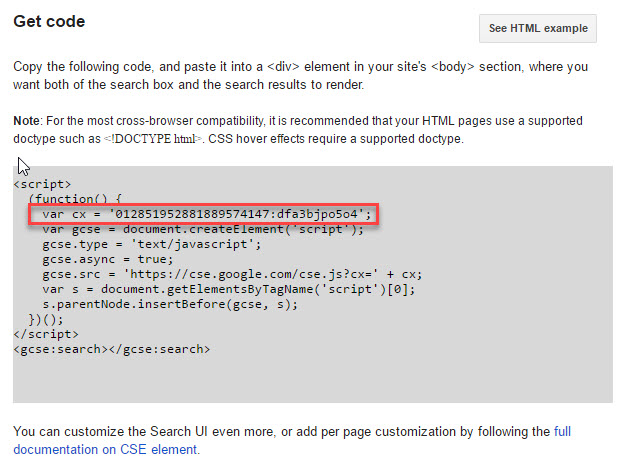 Get code
See HTML example
Copy the following code, and paste it into a <div> element in your site's <body> section, where you
want both of the search box and the search results to render.
Note: For the most cross-browser compatibility, it is recommended that your HTML pages use a supported
doctype such as <!DOCTYPE html>. CSS hover effects require a supported doctype.
<script>
(function() {
var cx = '012851952881889574147:dfa3bjpo5o4';
var gcse = document.createElement('script');
gcse.type = 'text/javascript';
gcse.async = true;
gcse.src = 'https://cse.google.com/cse.js?cx=' + cx;
var s = document.getElementsByTagName('script')[0];
s.parentNode.insertBefore(gcse, s);
})();
</script>
<gcse:search></gcse:search>
You can customize the Search UI even more, or add per page customization by following the full
documentation on CSE element.